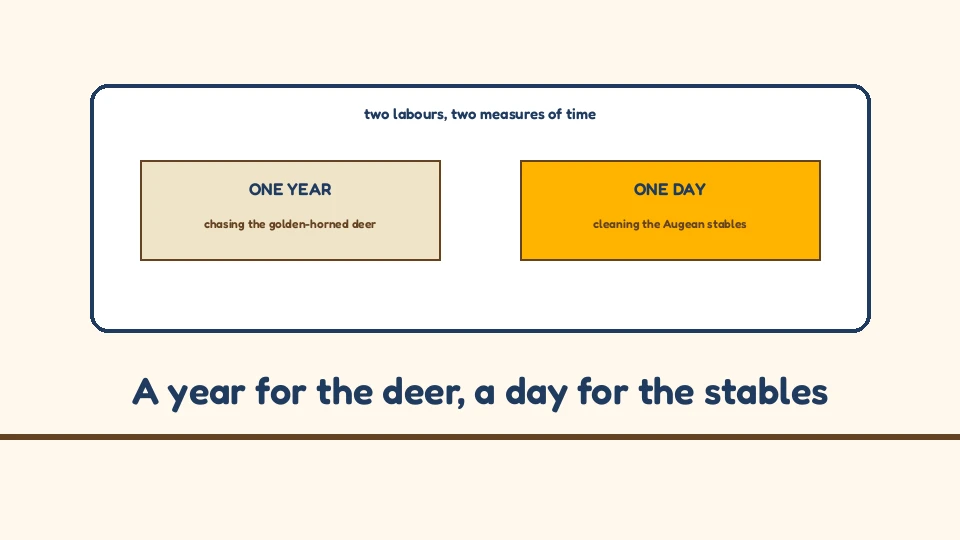 two labours, two measures of time
ONE YEAR
chasing the golden-horned deer
ONE DAY
cleaning the Augean stables
A year for the deer, a day for the stables